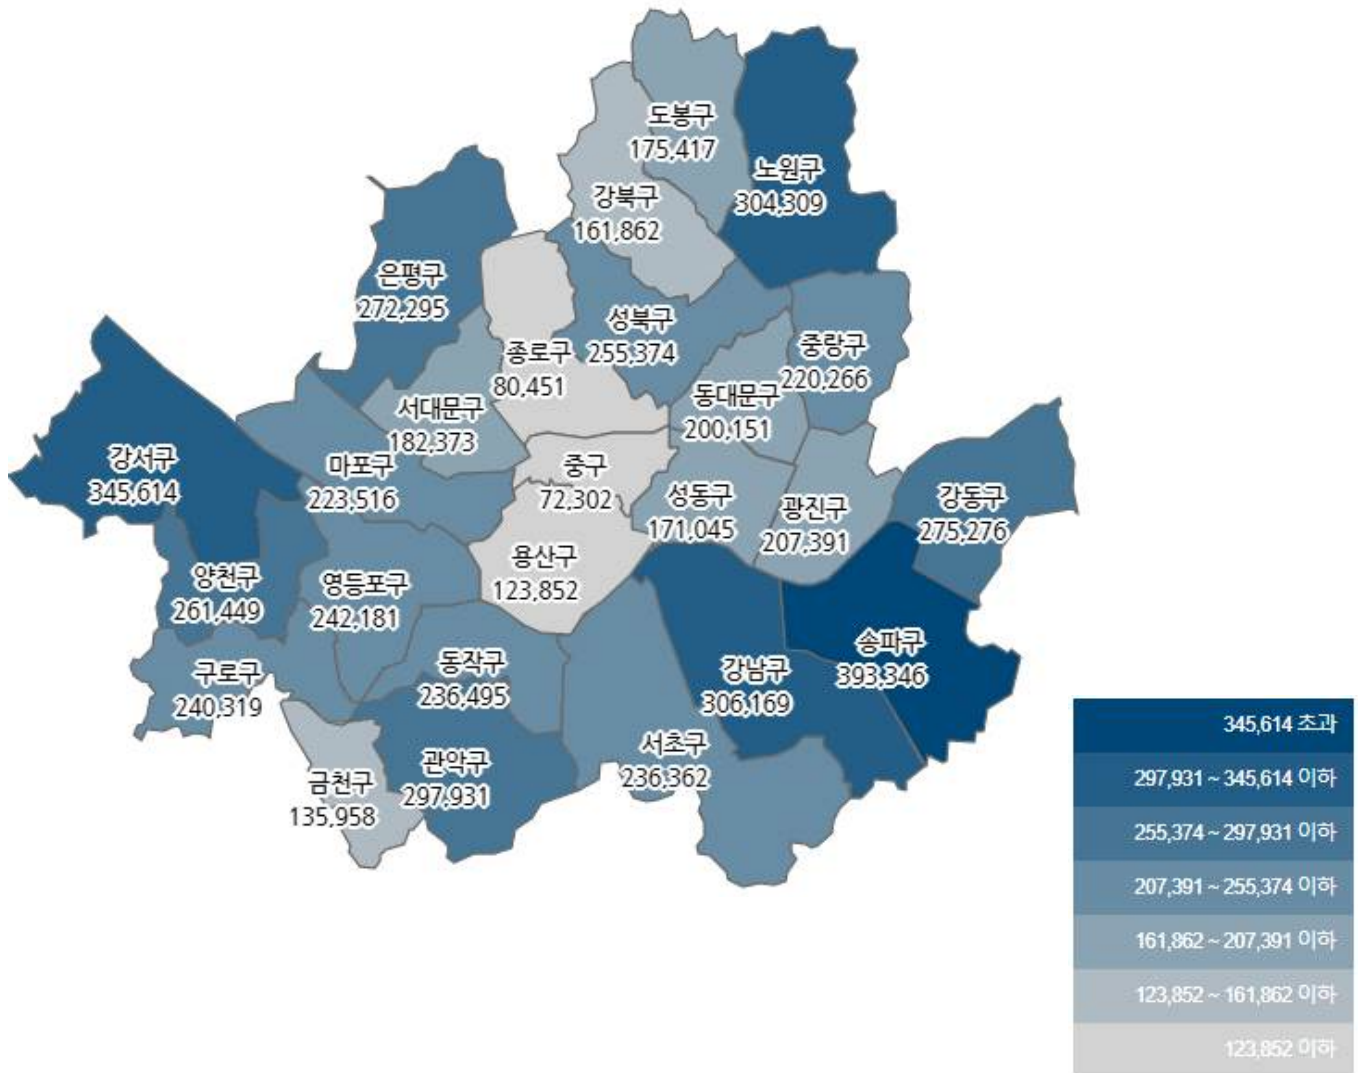 도봉구
175,417
노원구
304,309
강북구
161,862
은평구
272,295
성북구
255,374
종로구
80,451
중랑구
220,266
동대문구
200,151
서대문구
182,373
강서구
345,614
마포구
223,516
중구
72,302
성동구
171,045
광진구
207,391
강동구
275,276
용산구
123,852
양천구
261,449
영등포구
242,181
구로구
240,319
동작구
236,495
강남구
306,169
송파구
393,346
서초구
236,362
관악구
297,931
금천구
135,958
345,614 초과
297,931 ~ 345,614 이하
255,374 ~ 297,931 이하
207,391 ~ 255,374 이하
161,862 ~ 207,391 이하
123,852 ~ 161,862 이하
123,852 이하